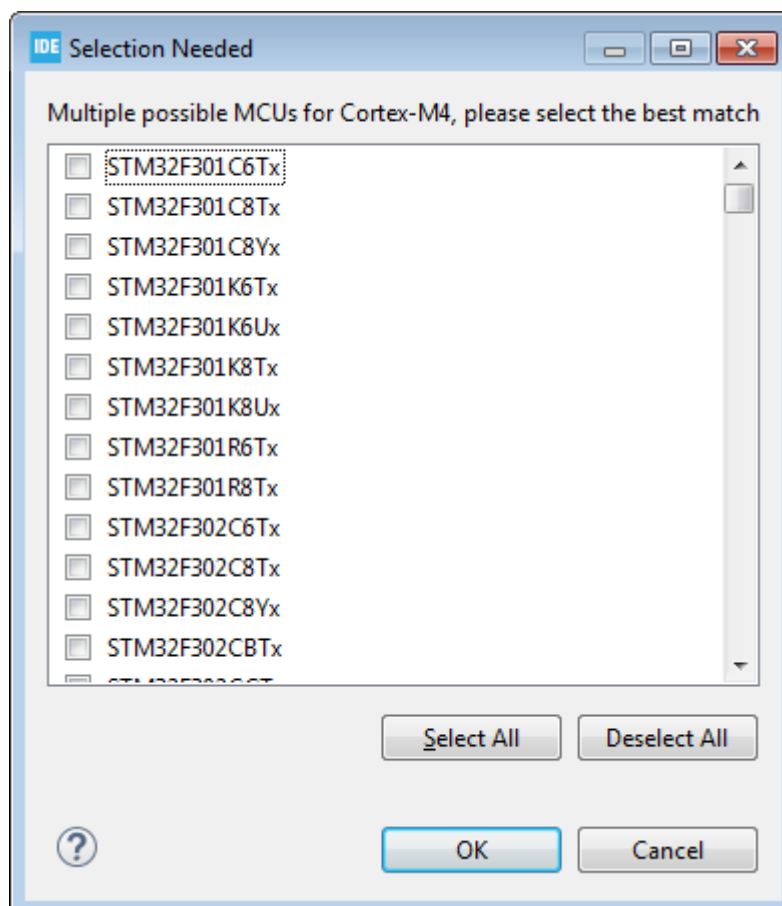 IDE Selection Needed
Multiple possible MCUs for Cortex-M4, please select the best match
STM32F301C6Tx
STM32F301C8Tx
STM32F301C8Yx
STM32F301K6Tx
STM32F301K6Ux
STM32F301K8Tx
STM32F301K8Ux
STM32F301R6Tx
STM32F301R8Tx
STM32F302C6Tx
STM32F302C8Tx
STM32F302C8Yx
STM32F302CBTx
Select All Deselect All
? OK Cancel